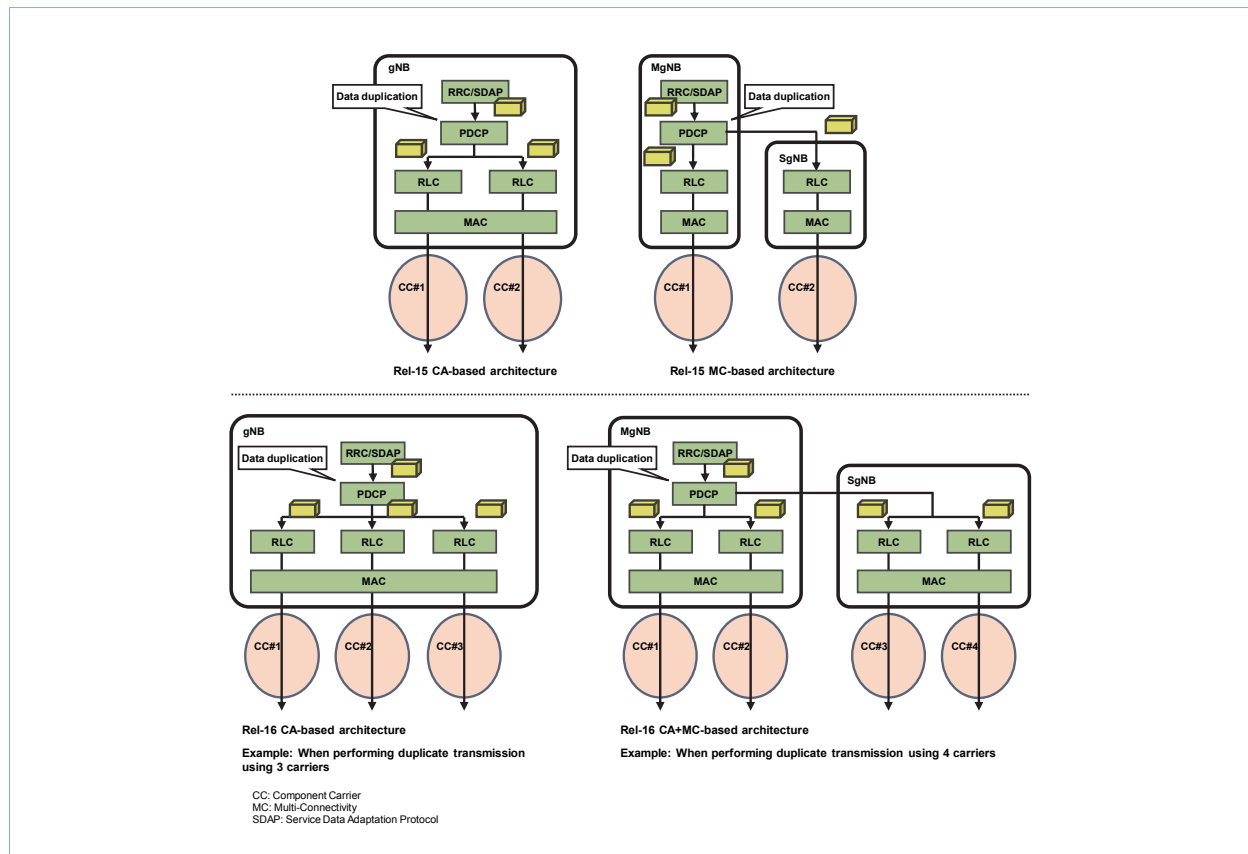 gNB
RRC/SDAP
Data duplication
PDCP
RLC
RLC
MAC
CC#1
CC#2
Rel-15 CA-based architecture
MgNB
RRC/SDAP
Data duplication
PDCP
SgNB
RLC
RLC
MAC
MAC
CC#1
CC#2
Rel-15 MC-based architecture
gNB
RRC/SDAP
Data duplication
PDCP
RLC
RLC
RLC
MAC
CC#1
CC#2
CC#3
Rel-16 CA-based architecture
Example: When performing duplicate transmission
using 3 carriers
MgNB
RRC/SDAP
Data duplication
PDCP
SgNB
RLC
RLC
RLC
RLC
MAC
MAC
CC#1
CC#2
CC#3
CC#4
Rel-16 CA+MC-based architecture
Example: When performing duplicate transmission using 4 carriers
CC: Component Carrier
MC: Multi-Connectivity
SDAP: Service Data Adaptation Protocol